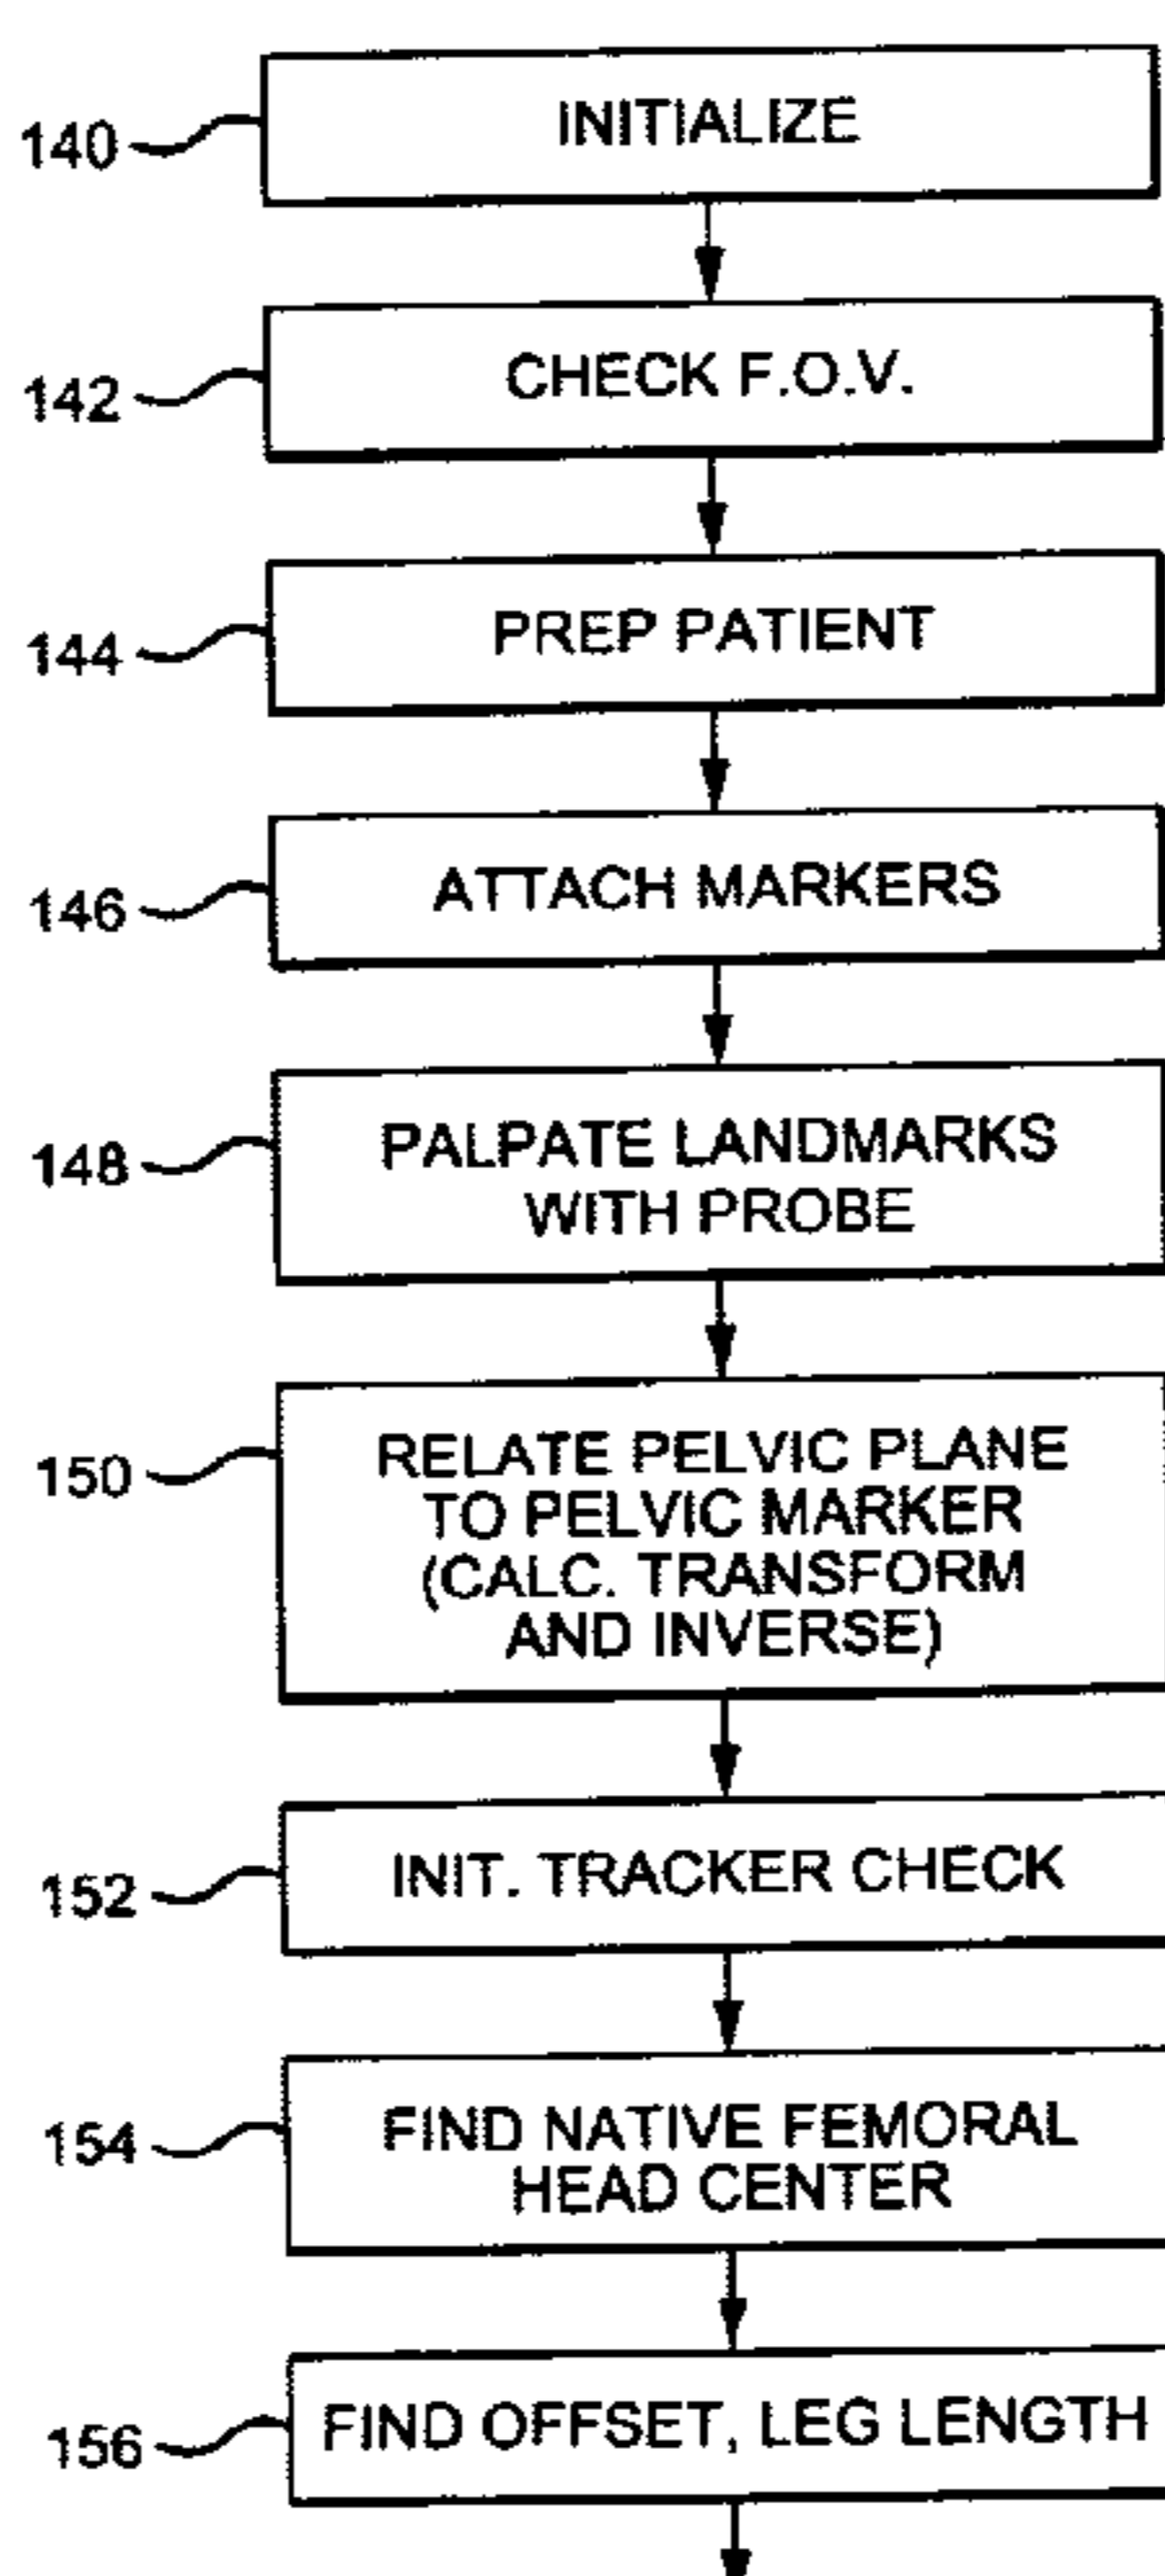 140
INITIALIZE
142
CHECK F.O.V.
144
PREP PATIENT
146
ATTACH MARKERS
148
PALPATE LANDMARKS
WITH PROBE
150
RELATE PELVIC PLANE
TO PELVIC MARKER
(CALC. TRANSFORM
AND INVERSE)
152
INIT. TRACKER CHECK
154
FIND NATIVE FEMORAL
HEAD CENTER
156
FIND OFFSET, LEG LENGTH